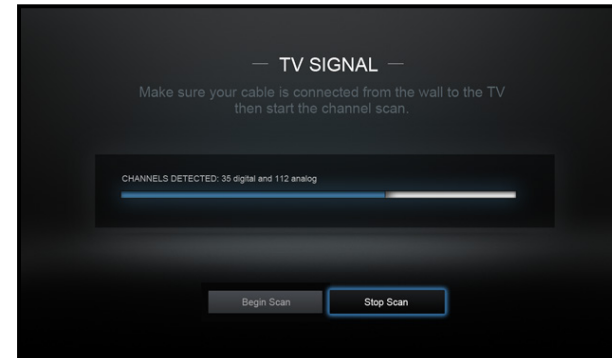 — TV SIGNAL —
Make sure your cable is connected from the wall to the TV
then start the channel scan.
CHANNELS DETECTED: 35 digital and 112 analog
Begin Scan Stop Scan